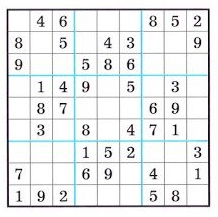 4 6 8 5 2
8 5 4 3 9
9 5 8 6
1 4 9 5 3
8 7 6 9
3 8 4 7 1
1 5 2 3
7 6 9 4 1
1 9 2 5 8